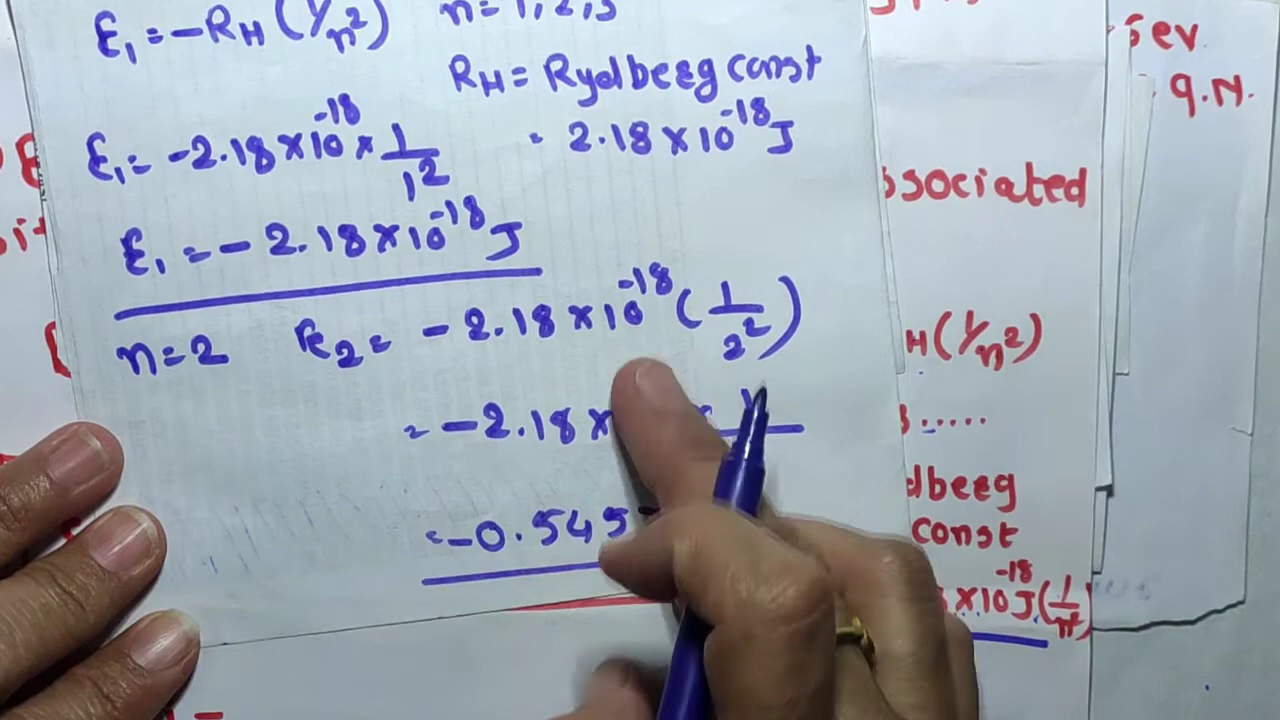 E₁ = -R_H (1/n²) n=1,2,3
R_H = Rydbeeg const
= 2.18 × 10⁻¹⁸ J
E₁ = -2.18 × 10⁻¹⁸ × 1/1²
E₁ = -2.18 × 10⁻¹⁸ J
n=2 E₂ = -2.18 × 10⁻¹⁸ (1/2²)
= -2.18 ×
= -0.545
sev
q.N.
ssociated
H(1/n²)
.....
dbeeg
const
× 10⁻¹⁸ J(1/n²)